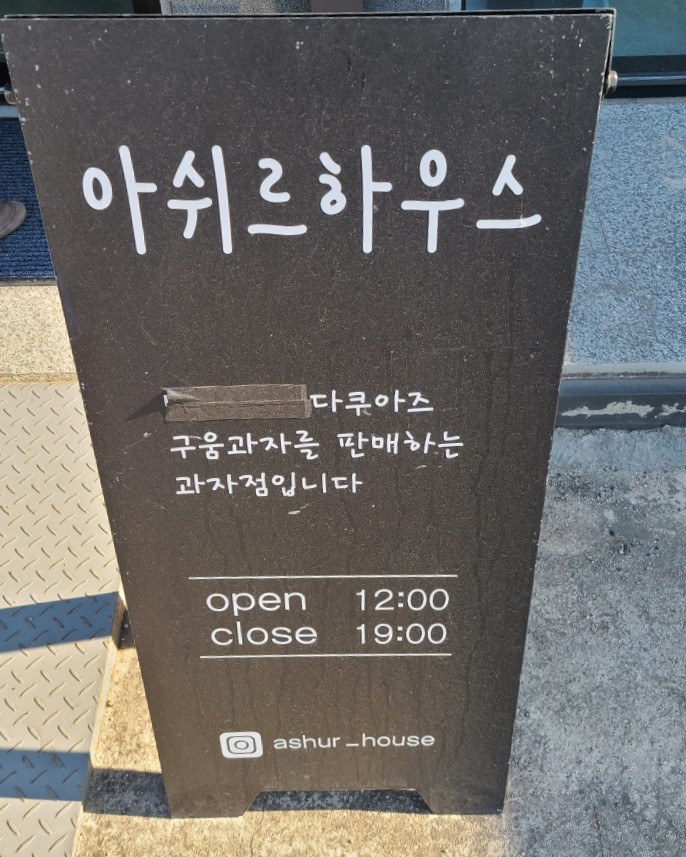 아쉬르하우스
다쿠아즈
구움과자를 판매하는
과자점입니다
open 12:00
close 19:00
ashur_house